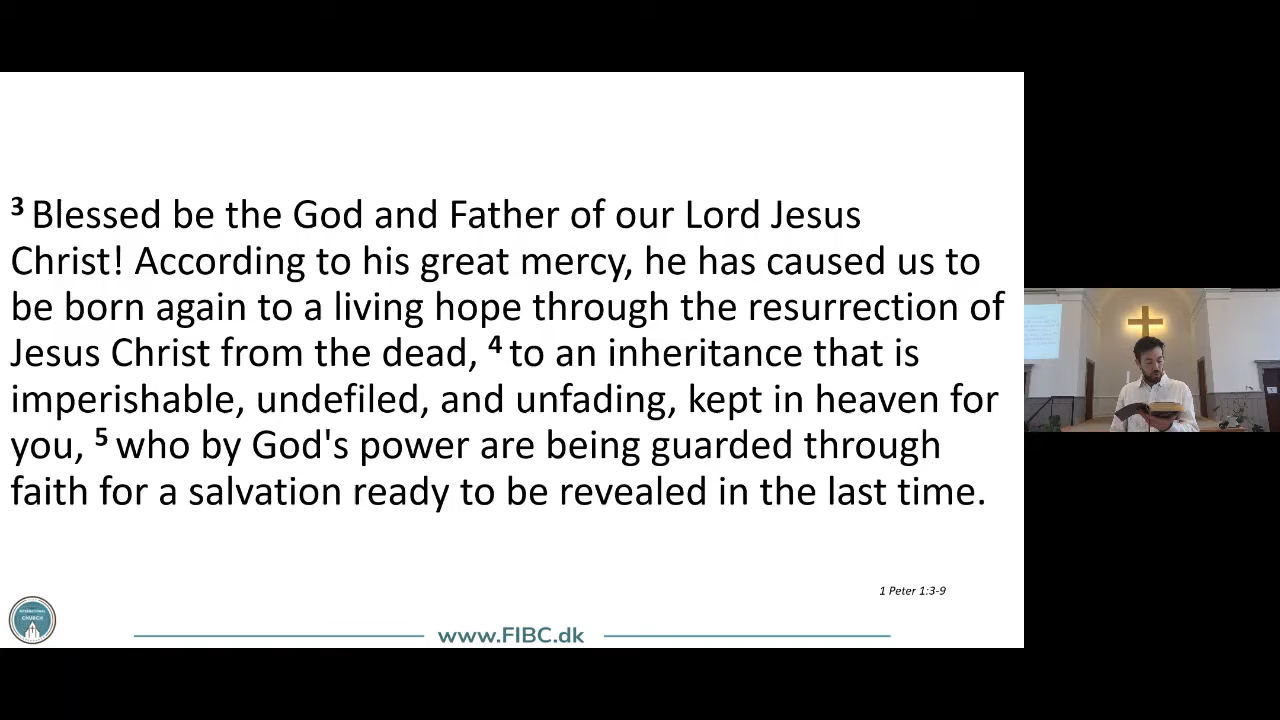 ³ Blessed be the God and Father of our Lord Jesus
Christ! According to his great mercy, he has caused us to
be born again to a living hope through the resurrection of
Jesus Christ from the dead, ⁴ to an inheritance that is
imperishable, undefiled, and unfading, kept in heaven for
you, ⁵ who by God's power are being guarded through
faith for a salvation ready to be revealed in the last time.
1 Peter 1:3-9
INTERNATIONAL
CHURCH
www.FIBC.dk